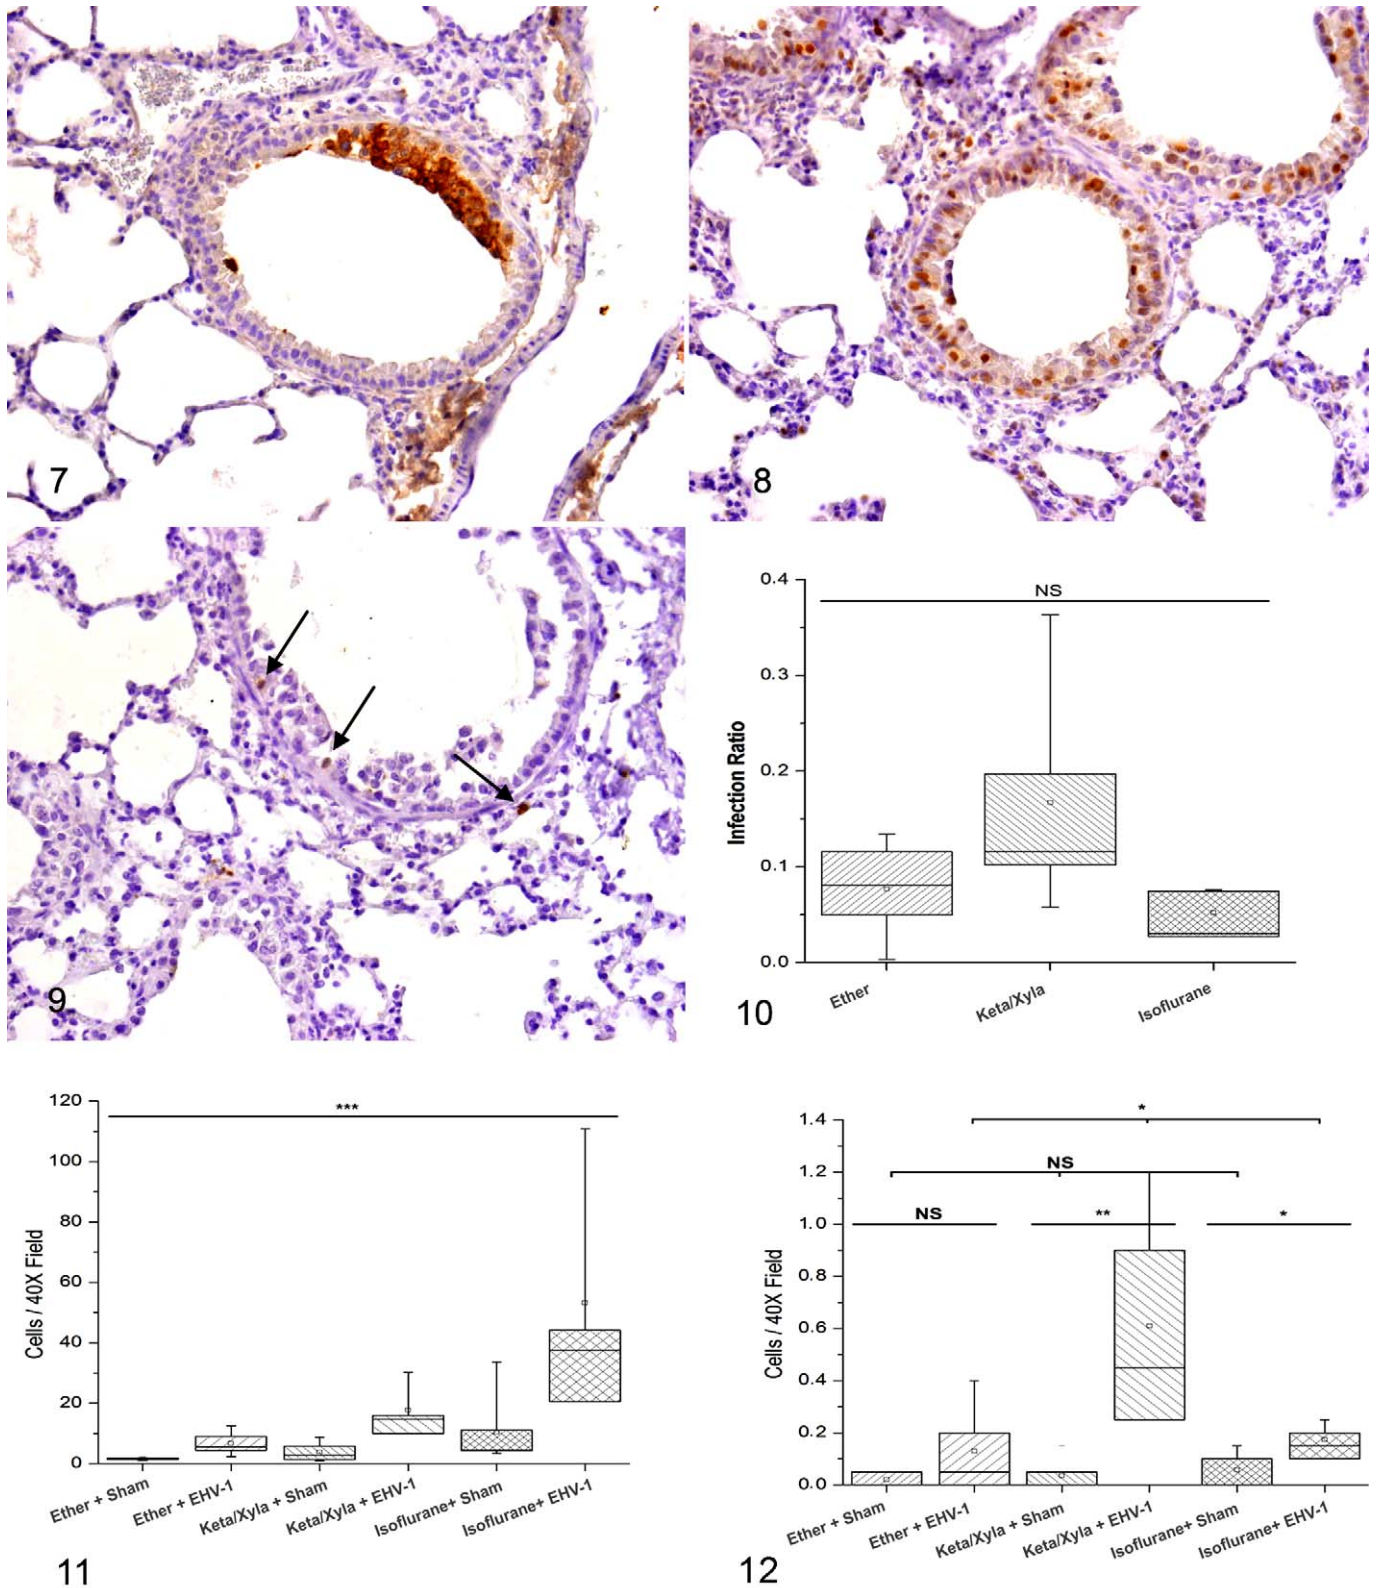 7
8
9
0.4
0.3
0.2
0.1
0.0
Infection Ratio
NS
Ether
Keta/Xyla
Isoflurane
10
120
100
80
60
40
20
0
Cells / 40X Field
***
Ether + Sham
Ether + EHV-1
Keta/Xyla + Sham
Keta/Xyla + EHV-1
Isoflurane+ Sham
Isoflurane+ EHV-1
11
1.4
1.2
1.0
0.8
0.6
0.4
0.2
0.0
Cells / 40X Field
*
NS
NS
**
*
Ether + Sham
Ether + EHV-1
Keta/Xyla + Sham
Keta/Xyla + EHV-1
Isoflurane+ Sham
Isoflurane+ EHV-1
12